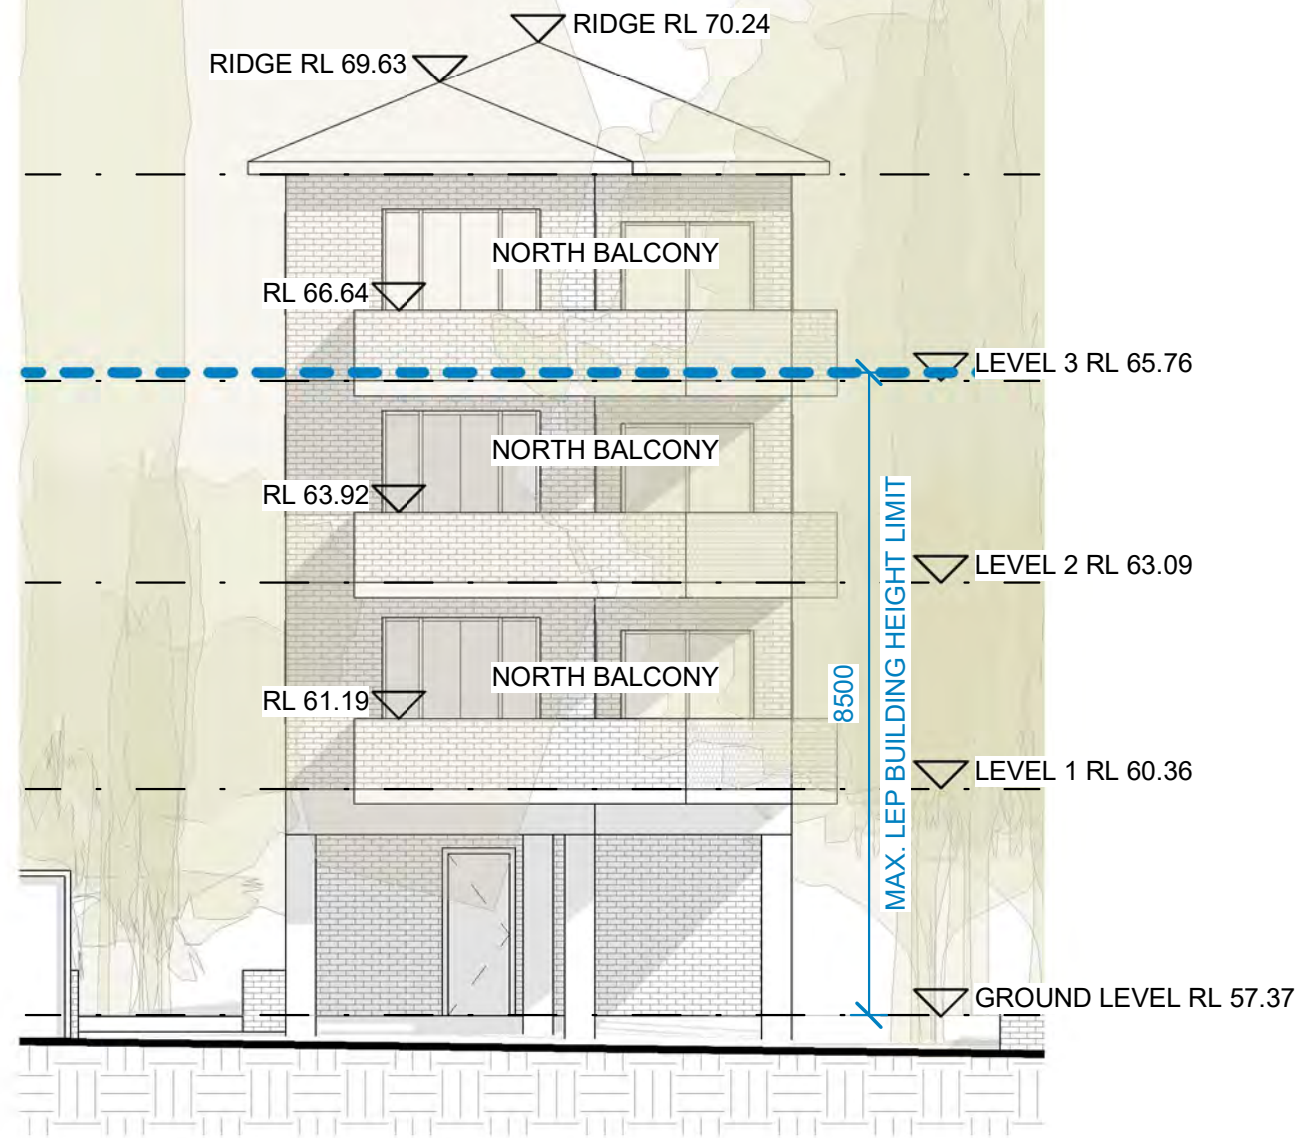 RIDGE RL 70.24
RIDGE RL 69.63
NORTH BALCONY
RL 66.64
LEVEL 3 RL 65.76
NORTH BALCONY
RL 63.92
LEVEL 2 RL 63.09
MAX. LEP BUILDING HEIGHT LIMIT
8500
NORTH BALCONY
RL 61.19
LEVEL 1 RL 60.36
GROUND LEVEL RL 57.37